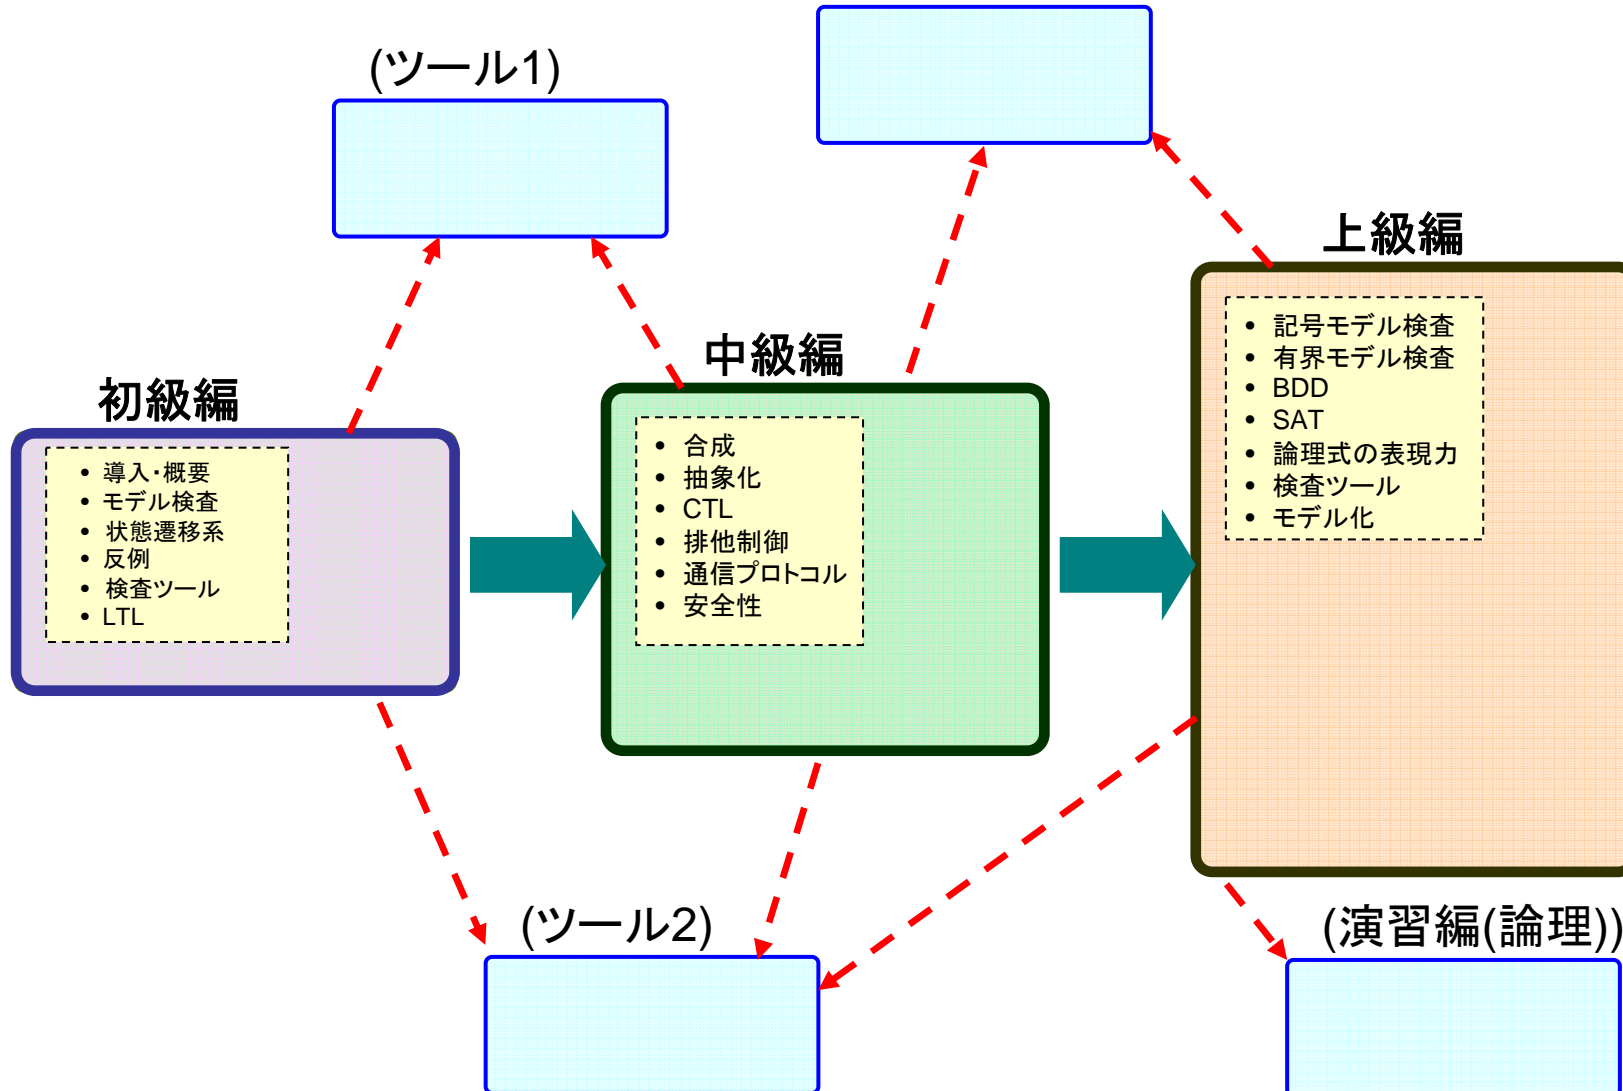 (ツール1)
初級編
• 導入・概要
• モデル検査
• 状態遷移系
• 反例
• 検査ツール
• LTL
中級編
• 合成
• 抽象化
• CTL
• 排他制御
• 通信プロトコル
• 安全性
上級編
• 記号モデル検査
• 有界モデル検査
• BDD
• SAT
• 論理式の表現力
• 検査ツール
• モデル化
(ツール2)
(演習編(論理))